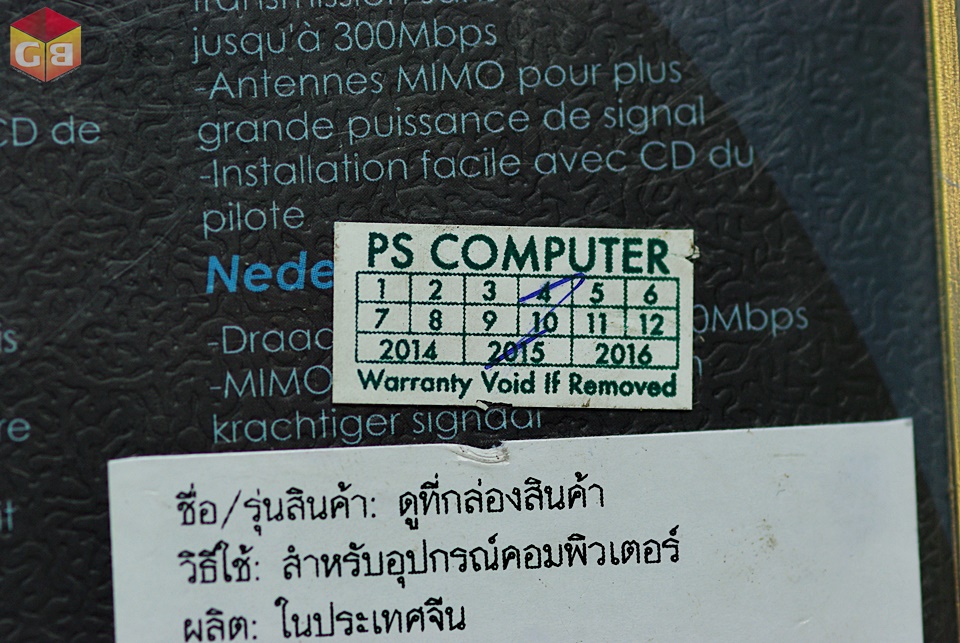 GB
jusqu'à 300Mbps
-Antennes MIMO pour plus
grande puissance de signal
-Installation facile avec CD du
pilote
CD de
Nede
-Draad
0Mbps
-MIMO
krachtiger signaal
PS COMPUTER
1 2 3 4 5 6
7 8 9 10 11 12
2014 2015 2016
Warranty Void If Removed
ชื่อ/รุ่นสินค้า: ดูที่กล่องสินค้า
วิธีใช้: สำหรับอุปกรณ์คอมพิวเตอร์
ผลิต: ในประเทศจีน